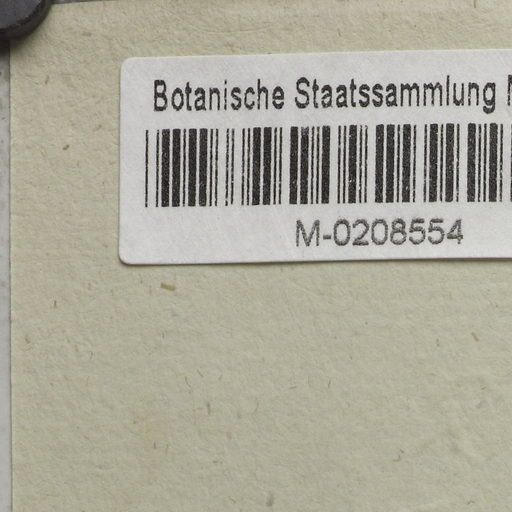 Botanische Staatssammlung
M-0208554